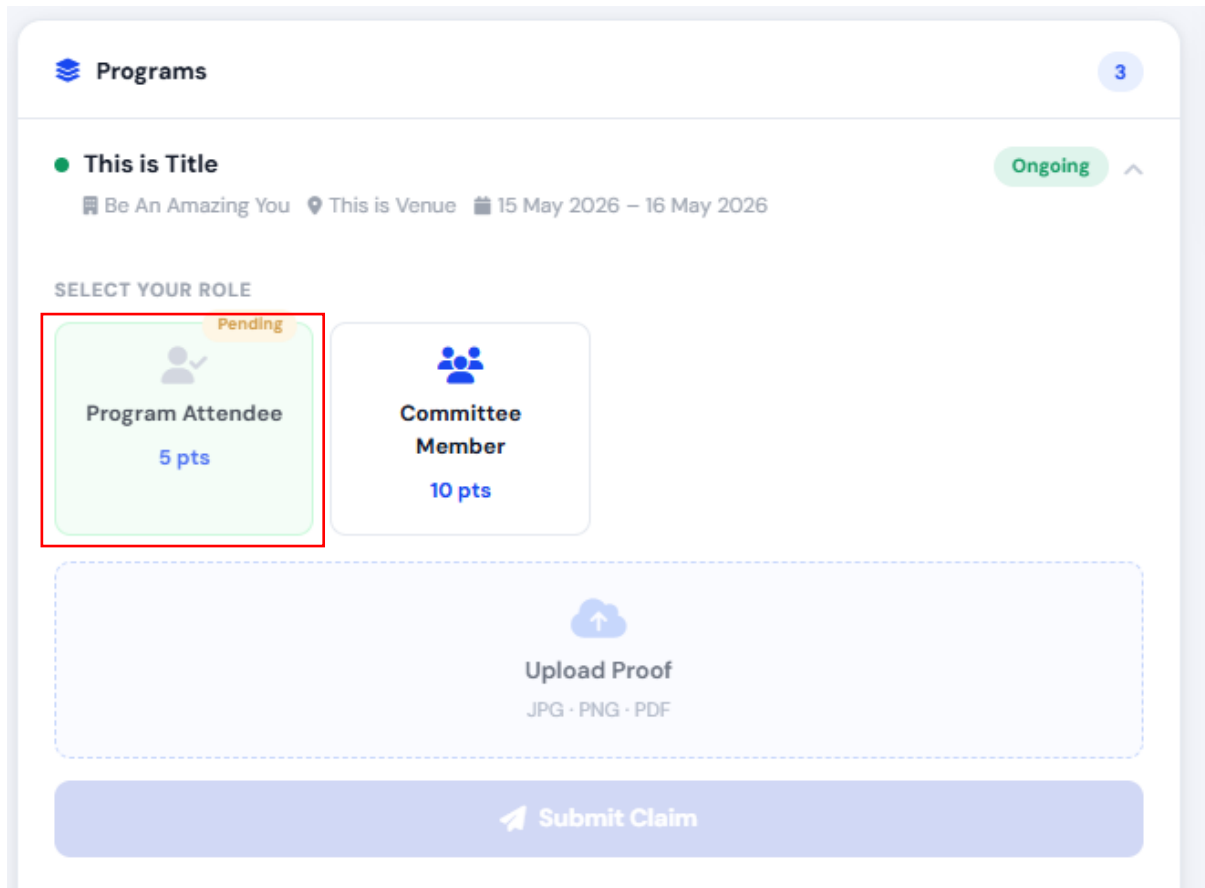 Programs
3
This is Title
Ongoing
Be An Amazing You This is Venue 15 May 2026 – 16 May 2026
SELECT YOUR ROLE
Pending
Program Attendee
5 pts
Committee
Member
10 pts
Upload Proof
JPG · PNG · PDF
Submit Claim